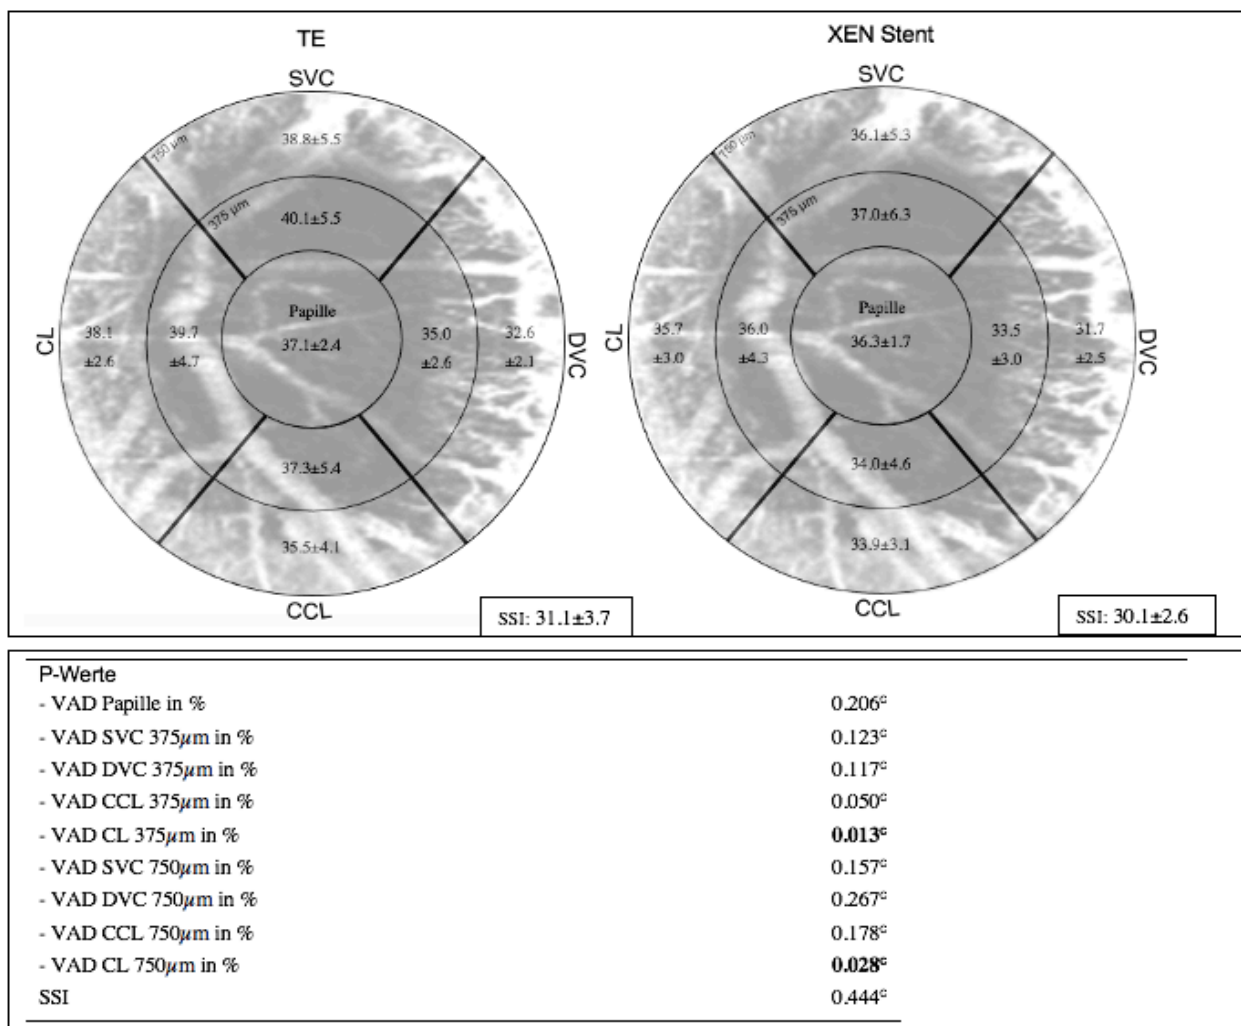 TE
SVC
150 µm
38.8±5.5
375 µm
40.1±5.5
CL
38.1
±2.6
39.7
±4.7
Papille
37.1±2.4
35.0
±2.6
32.6
±2.1
DVC
37.3±5.4
35.5±4.1
CCL
SSI: 31.1±3.7
XEN Stent
SVC
150 µm
36.1±5.3
375 µm
37.0±6.3
CL
35.7
±3.0
36.0
±4.3
Papille
36.3±1.7
33.5
±3.0
31.7
±2.5
DVC
34.0±4.6
33.9±3.1
CCL
SSI: 30.1±2.6
P-Werte
- VAD Papille in % 0.206ᶜ
- VAD SVC 375µm in % 0.123ᶜ
- VAD DVC 375µm in % 0.117ᶜ
- VAD CCL 375µm in % 0.050ᶜ
- VAD CL 375µm in % 0.013ᶜ
- VAD SVC 750µm in % 0.157ᶜ
- VAD DVC 750µm in % 0.267ᶜ
- VAD CCL 750µm in % 0.178ᶜ
- VAD CL 750µm in % 0.028ᶜ
SSI 0.444ᶜ